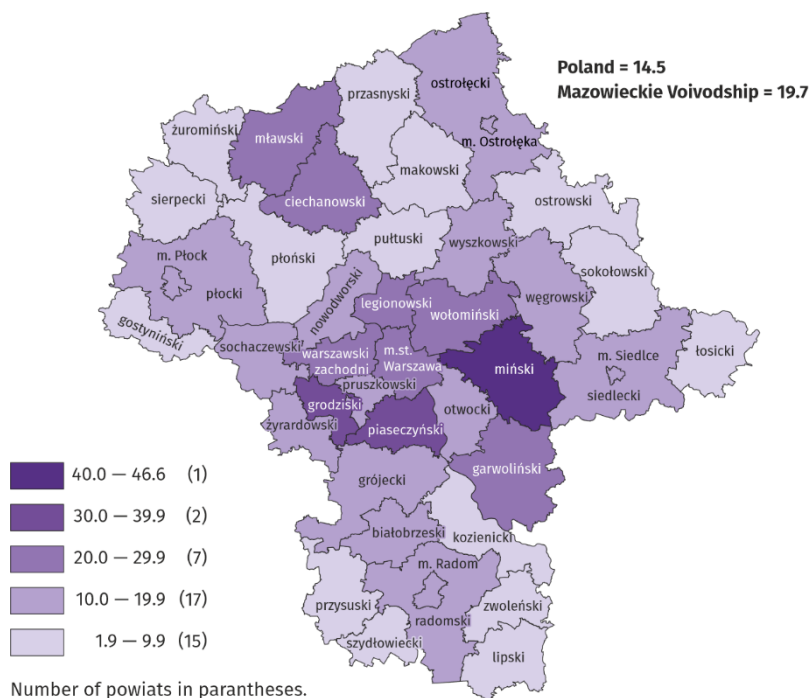 Poland = 14.5
Mazowieckie Voivodship = 19.7
ostrołęcki
przasnyski
żuromiński
mławski
m. Ostrołęka
makowski
sierpecki
ciechanowski
ostrowski
pułtuski
wyszkowski
płoński
m. Płock
sokołowski
płocki
nowodworski
legionowski
węgrowski
wołomiński
gostyniński
sochaczewski
warszawski
zachodni
m.st.
Warszawa
łosicki
m. Siedlce
miński
pruszkowski
siedlecki
grodziški
otwocki
żyrardowski
piaseczyński
garwoliński
grójecki
białobrzeski
kozienicki
m. Radom
przysuski
zwoleński
radomski
szydłowiecki
lipski
40.0 — 46.6 (1)
30.0 — 39.9 (2)
20.0 — 29.9 (7)
10.0 — 19.9 (17)
1.9 — 9.9 (15)
Number of powiats in parantheses.